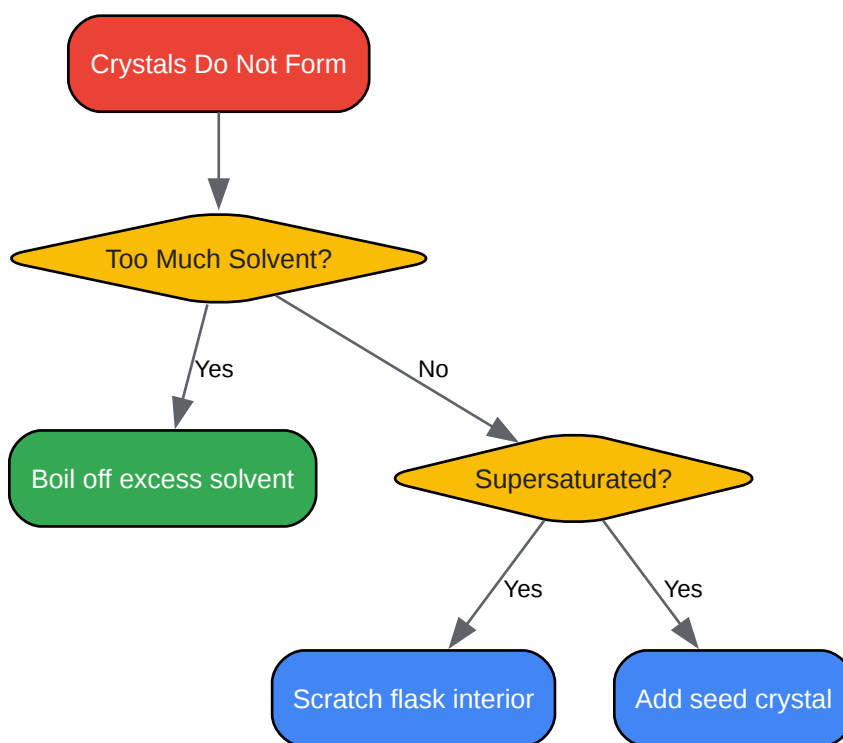 Crystals Do Not Form
Too Much Solvent?
Yes
No
Boil off excess solvent
Supersaturated?
Yes
Yes
Scratch flask interior
Add seed crystal